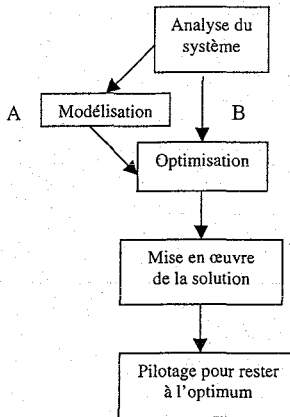 Analyse du
système
A
Modélisation
B
Optimisation
Mise en œuvre
de la solution
Pilotage pour rester
à l'optimum